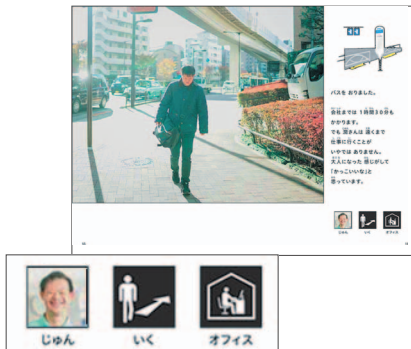 バスを おりました。
会社までは 1時間30分も
かかります。
でも 潤さんは 遠くまで
仕事に行くことが
いやでは ありません。
大人になった 感じがして
「かっこいいな」と
思っています。
じゅん いく オフィス
じゅん いく オフィス